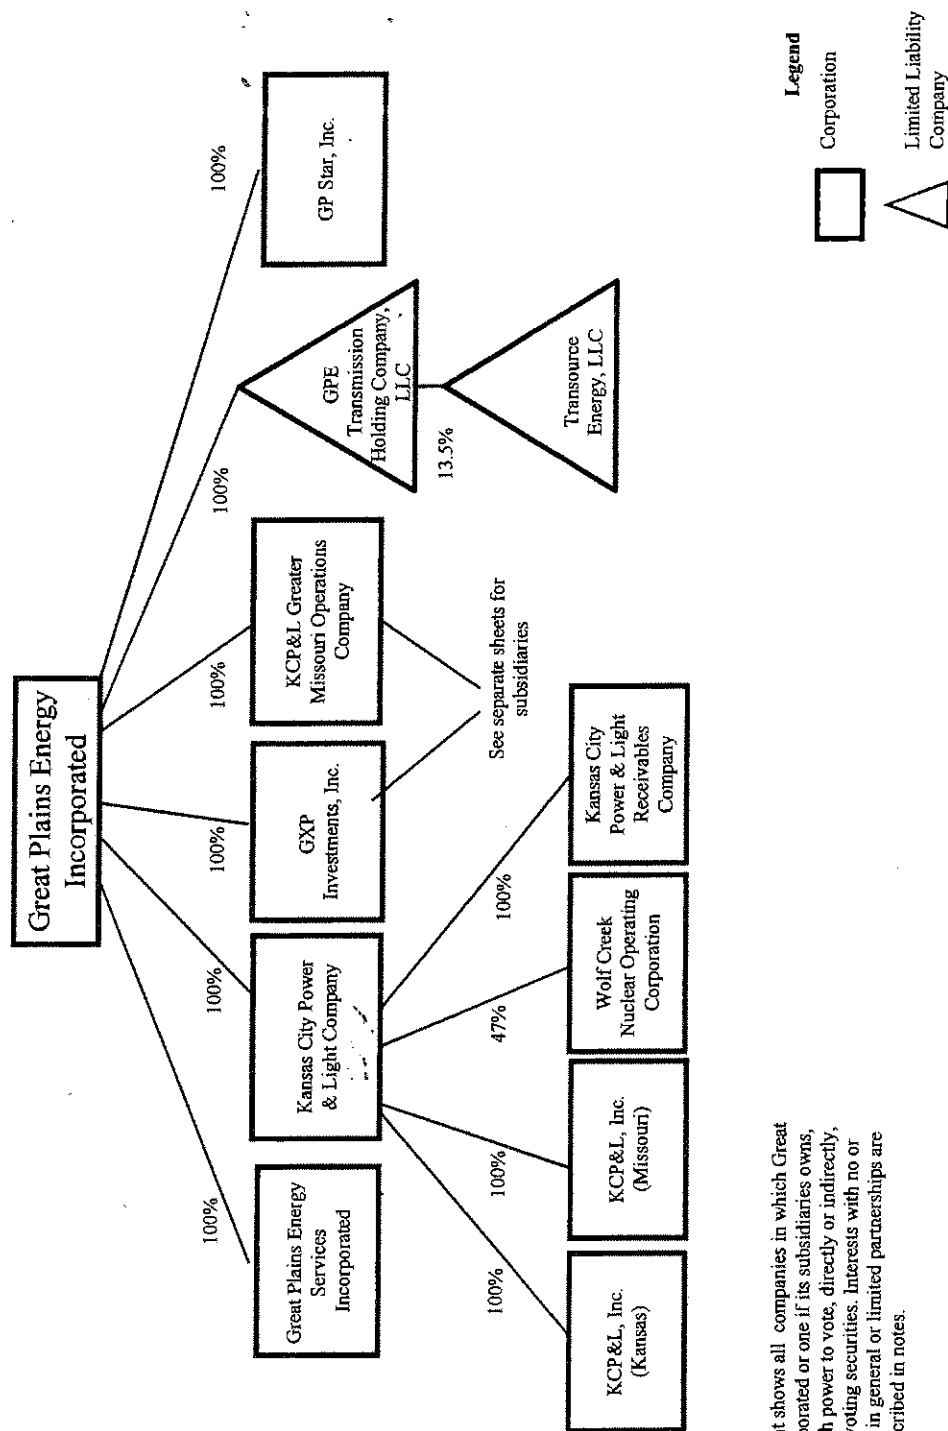 Great Plains Energy
Incorporated
100%
100%
100%
100%
100%
100%
Great Plains Energy
Services
Incorporated
Kansas City Power
& Light Company
GXP
Investments, Inc.
KCP&L Greater
Missouri Operations
Company
GPE
Transmission
Holding Company,
LLC
GP Star, Inc.
13.5%
Transource
Energy, LLC
See separate sheets for
subsidiaries
100%
100%
47%
100%
KCP&L, Inc.
(Kansas)
KCP&L, Inc.
(Missouri)
Wolf Creek
Nuclear Operating
Corporation
Kansas City
Power & Light
Receivables
Company
t shows all companies in which Great
orated or one if its subsidiaries owns,
h power to vote, directly or indirectly,
voting securities. Interests with no or
in general or limited partnerships are
cribed in notes.
Legend
Corporation
Limited Liability
Company